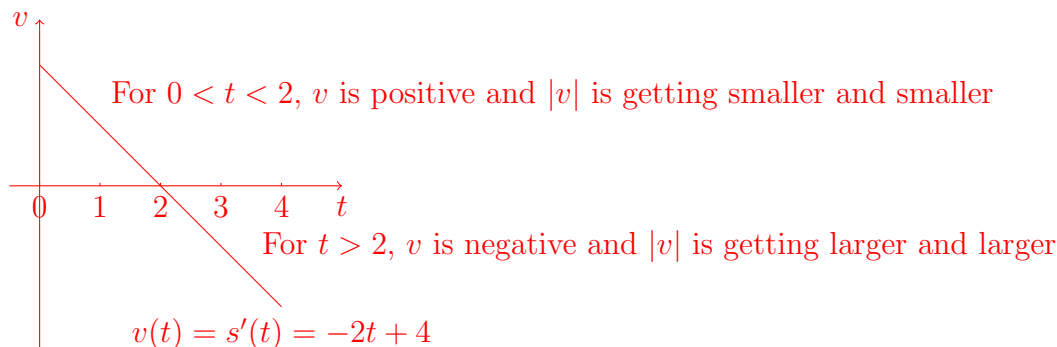 v
For 0 < t < 2, v is positive and |v| is getting smaller and smaller
0 1 2 3 4 t
For t > 2, v is negative and |v| is getting larger and larger
v(t) = s′(t) = −2t + 4